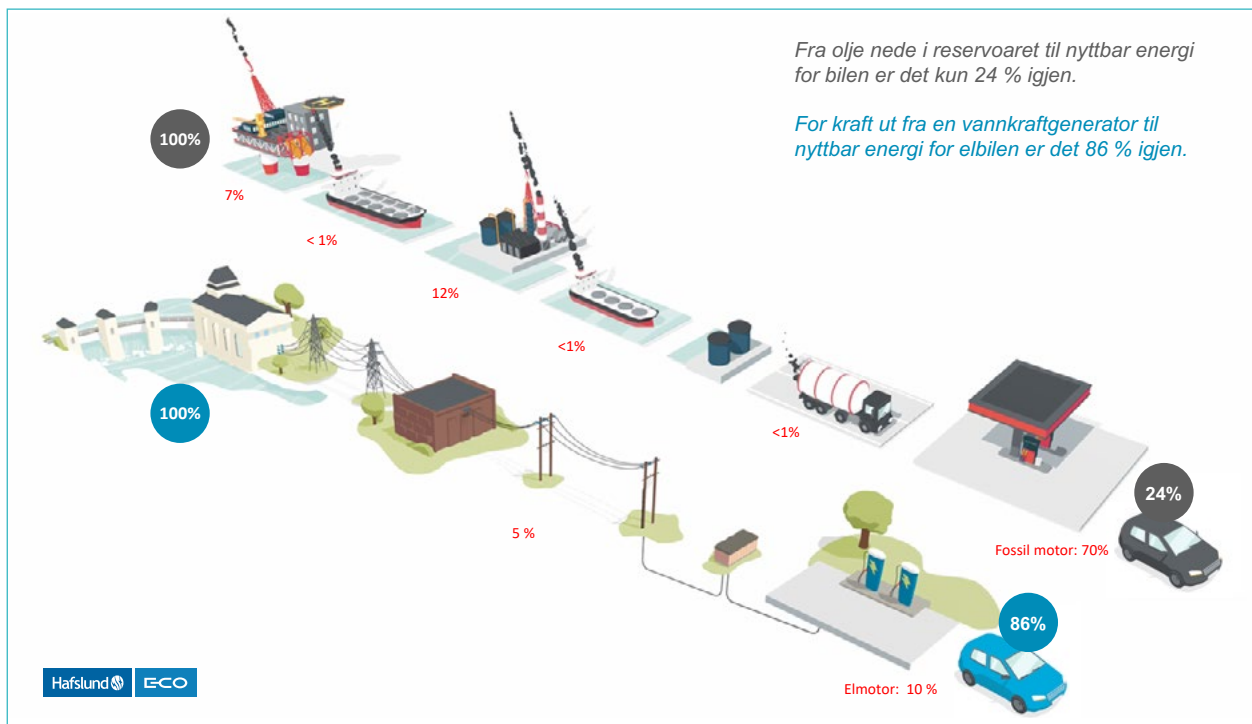 Fra olje nede i reservoaret til nyttbar energi
for bilen er det kun 24 % igjen.
For kraft ut fra en vannkraftgenerator til
nyttbar energi for elbilen er det 86 % igjen.
100%
7%
< 1%
12%
<1%
<1%
24%
Fossil motor: 70%
100%
5 %
86%
Elmotor: 10 %
Hafslund E-CO